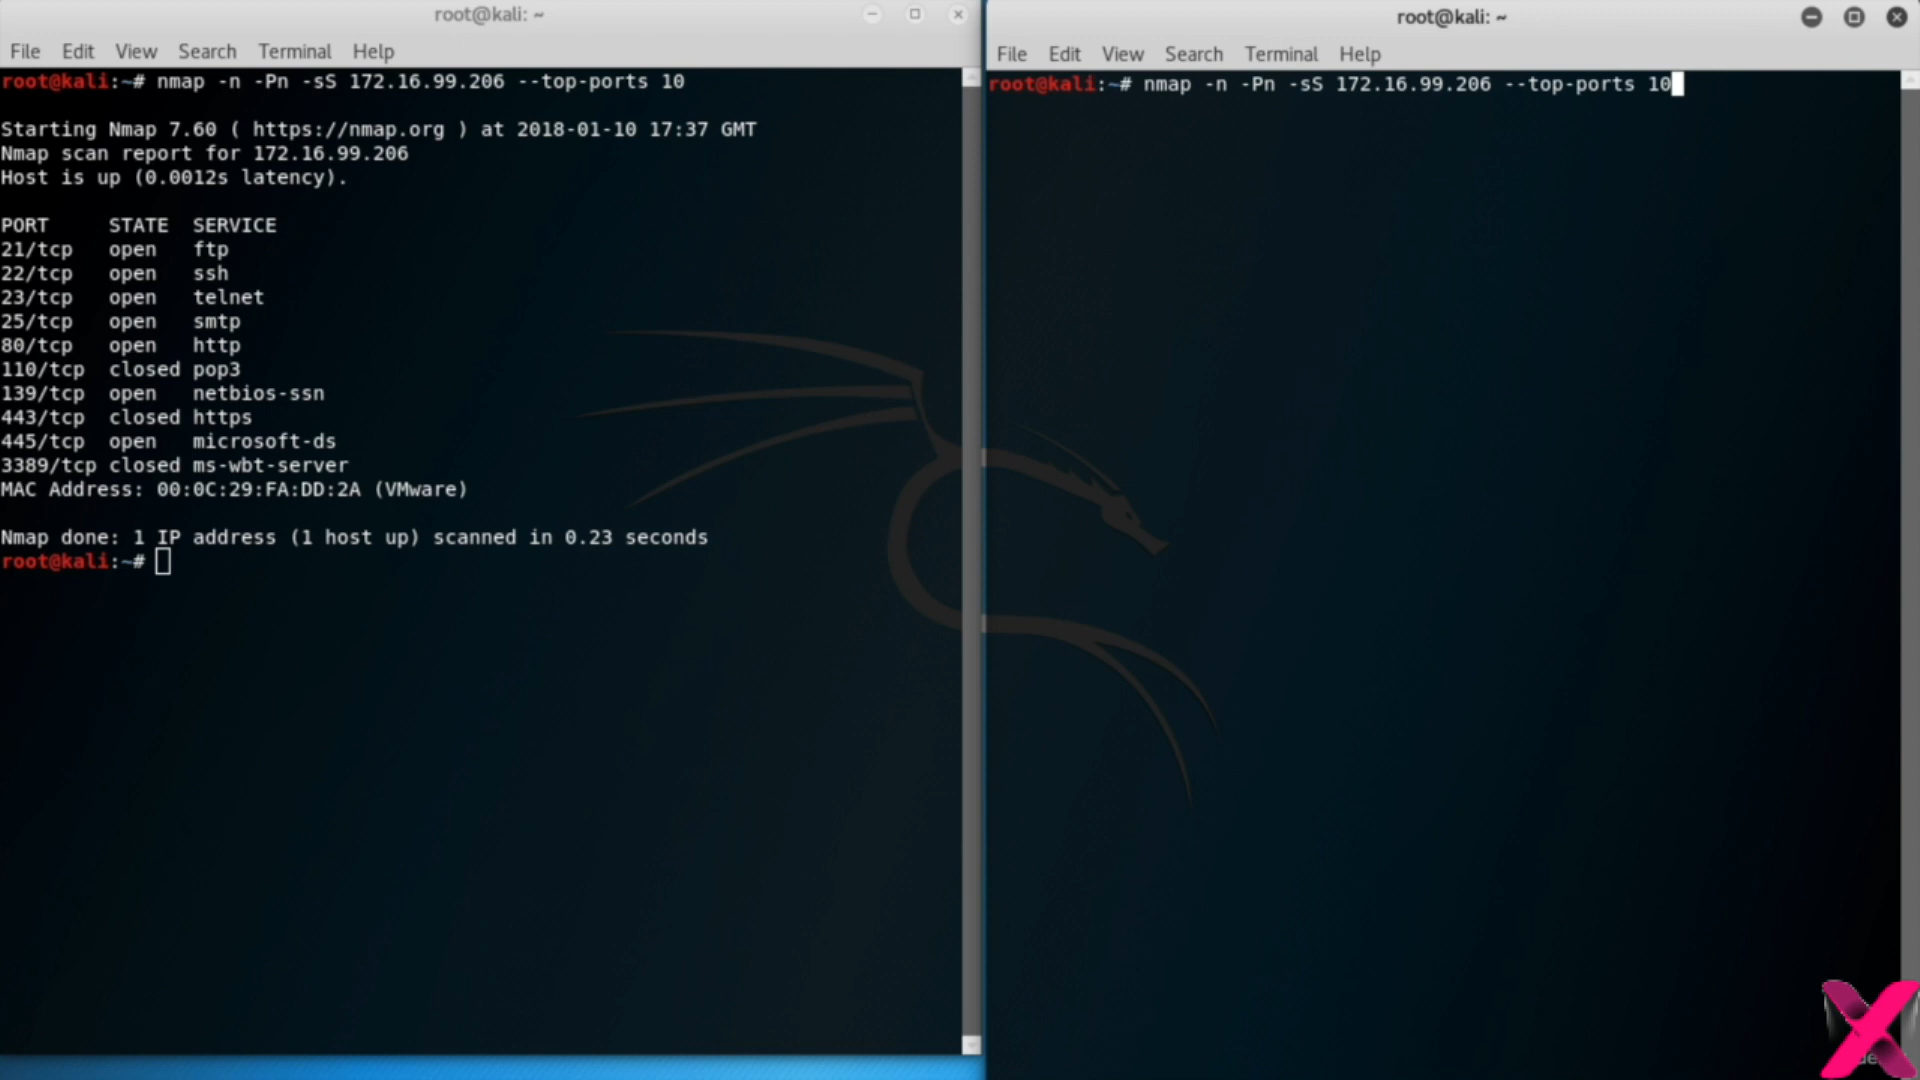 root@kali: ~
File Edit View Search Terminal Help
root@kali:~# nmap -n -Pn -sS 172.16.99.206 --top-ports 10
Starting Nmap 7.60 ( https://nmap.org ) at 2018-01-10 17:37 GMT
Nmap scan report for 172.16.99.206
Host is up (0.0012s latency).
PORT STATE SERVICE
21/tcp open ftp
22/tcp open ssh
23/tcp open telnet
25/tcp open smtp
80/tcp open http
110/tcp closed pop3
139/tcp open netbios-ssn
443/tcp closed https
445/tcp open microsoft-ds
3389/tcp closed ms-wbt-server
MAC Address: 00:0C:29:FA:DD:2A (VMware)
Nmap done: 1 IP address (1 host up) scanned in 0.23 seconds
root@kali:~#
root@kali: ~
File Edit View Search Terminal Help
root@kali:~# nmap -n -Pn -sS 172.16.99.206 --top-ports 10